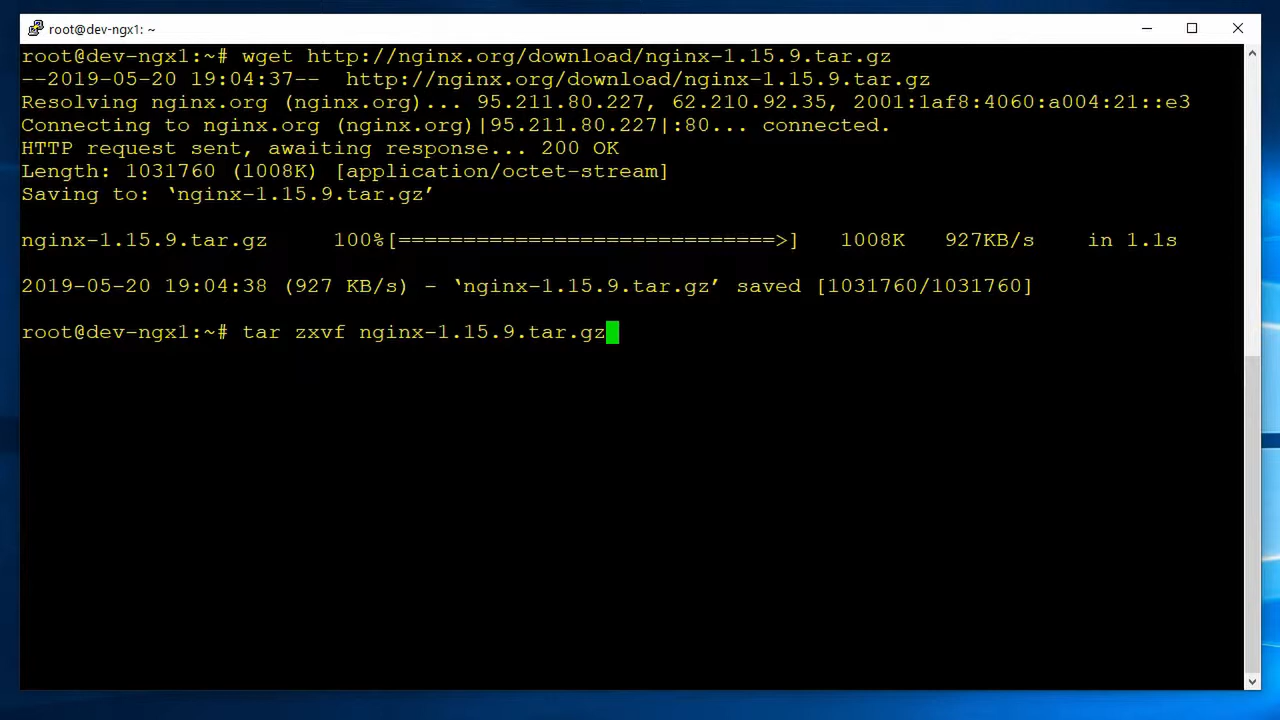 root@dev-ngx1: ~
root@dev-ngx1:~# wget http://nginx.org/download/nginx-1.15.9.tar.gz
--2019-05-20 19:04:37--  http://nginx.org/download/nginx-1.15.9.tar.gz
Resolving nginx.org (nginx.org)... 95.211.80.227, 62.210.92.35, 2001:1af8:4060:a004:21::e3
Connecting to nginx.org (nginx.org)|95.211.80.227|:80... connected.
HTTP request sent, awaiting response... 200 OK
Length: 1031760 (1008K) [application/octet-stream]
Saving to: ‘nginx-1.15.9.tar.gz’
nginx-1.15.9.tar.gz     100%[=============================>]   1008K   927KB/s    in 1.1s
2019-05-20 19:04:38 (927 KB/s) - ‘nginx-1.15.9.tar.gz’ saved [1031760/1031760]
root@dev-ngx1:~# tar zxvf nginx-1.15.9.tar.gz